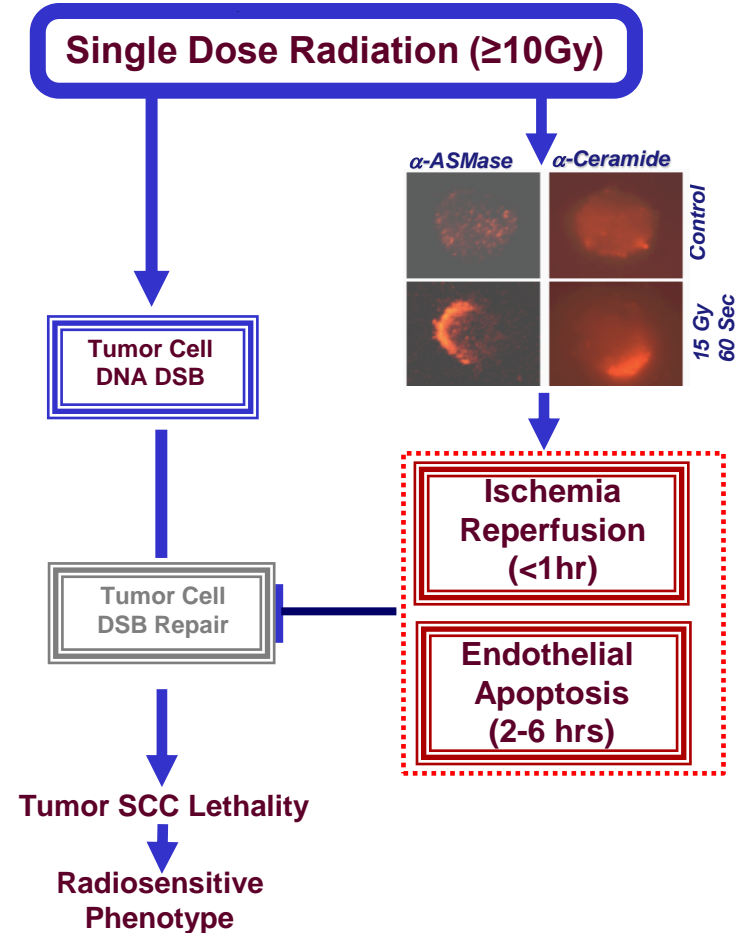 Single Dose Radiation (≥10Gy)
α-ASMase
α-Ceramide
Control
15 Gy
60 Sec
Tumor Cell
DNA DSB
Ischemia
Reperfusion
(<1hr)
Tumor Cell
DSB Repair
Endothelial
Apoptosis
(2-6 hrs)
Tumor SCC Lethality
Radiosensitive
Phenotype